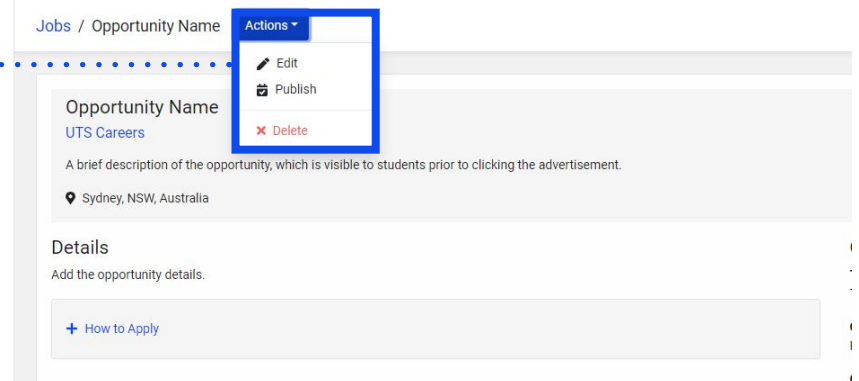 Jobs / Opportunity Name Actions
Edit
Publish
Delete
Opportunity Name
UTS Careers
A brief description of the opportunity, which is visible to students prior to clicking the advertisement.
Sydney, NSW, Australia
Details
Add the opportunity details.
+ How to Apply